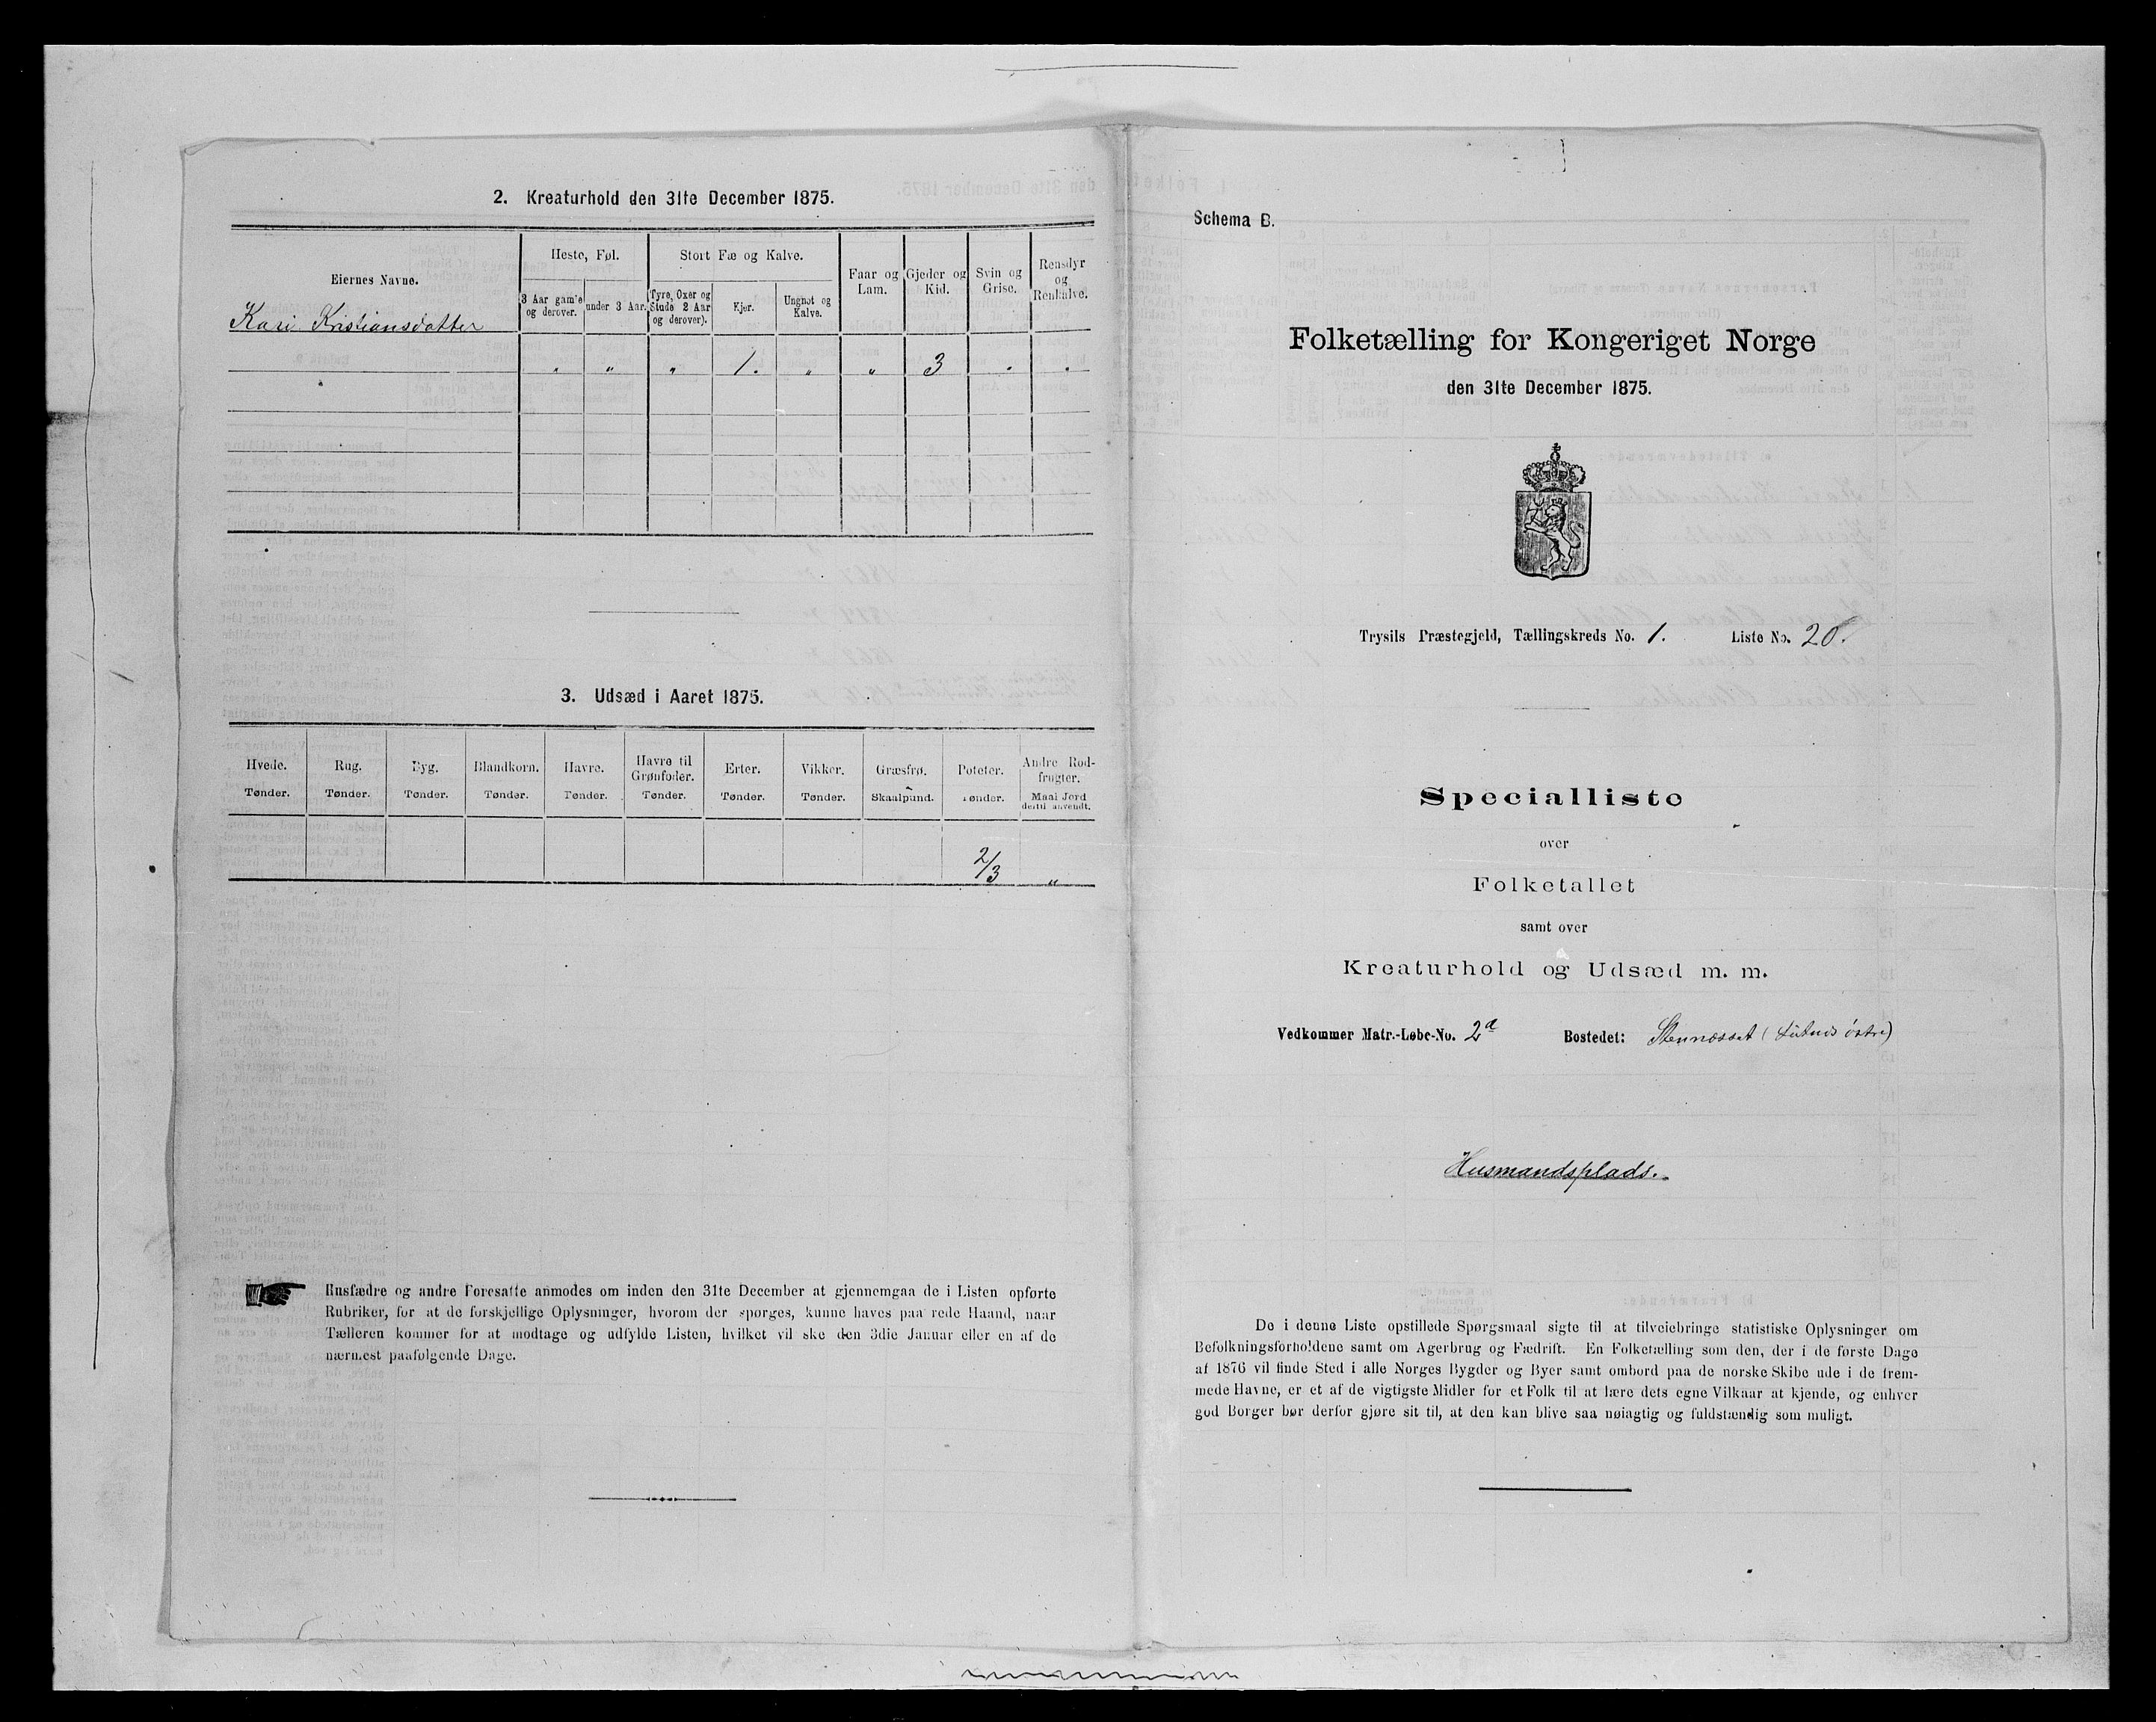 2. Kreaturhold den 31te December 1875.
Eiernes Navne.
Heste, Føl.
Stort Fæ og Kalve.
Faar og Lam.
Gjeder og Kid.
Svin og Grise.
Rensdyr og Renkalve.
3 Aar gamle og derover.
under 3 Aar.
Tyre, Oxer og Stude 2 Aar og derover).
Kjer.
Ungnøt og Kalve.
Kari Kristiansdatter
" " " 1. " " 3 . .
3. Udsæd i Aaret 1875.
Hvede. Rug. Byg. Blandkorn. Havre. Havre til Grønfoder. Erter. Vikker. Græsfrø. Poteter. Andre Rodfrugter.
Tønder. Tønder. Tønder. Tønder. Tønder. Tønder. Tønder. Tønder. Skaalpund. Tønder. Maal Jord dertil anvendt.
2/3 "
Husfædre og andre Foresatte anmodes om inden den 31te December at gjennemgaa de i Listen opførte
Rubriker, for at de forskjellige Oplysninger, hvorom der spørges, kunne haves paa rede Haand, naar
Tælleren kommer for at modtage og udfylde Listen, hvilket vil ske den 3die Januar eller en af de
nærmest paafølgende Dage.
Schema B.
Folketælling for Kongeriget Norge
den 31te December 1875.
Trysils Præstegjeld, Tællingskreds No. 1. Liste No. 20.
Specialliste
over
Folketallet
samt over
Kreaturhold og Udsæd m. m.
Vedkommer Matr.-Løbe-No. 2d Bostedet: Stennæsset ( østre)
Husmandsplads.
De i denne Liste opstillede Spørgsmaal sigte til at tilveiebringe statistiske Oplysninger om
Befolkningsforholdene samt om Agerbrug og Fædrift. En Folketælling som den, der i de første Dage
af 1876 vil finde Sted i alle Norges Bygder og Byer samt ombord paa de norske Skibe ude i de frem-
mede Havne, er et af de vigtigste Midler for et Folk til at lære dets egne Vilkaar at kjende, og enhver
god Borger bør derfor gjøre sit til, at den kan blive saa nøiagtig og fuldstændig som muligt.